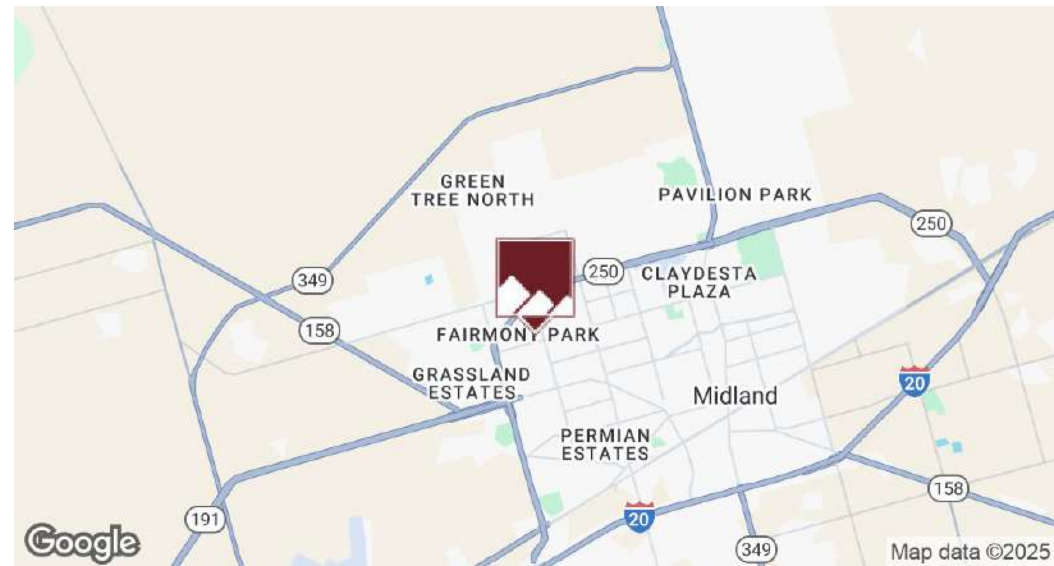 GREEN
TREE NORTH
PAVILION PARK
250
250
CLAYDESTA
PLAZA
349
158
FAIRMONT PARK
GRASSLAND
ESTATES
20
Midland
PERMIAN
ESTATES
158
191
20
349
Google
Map data ©2025